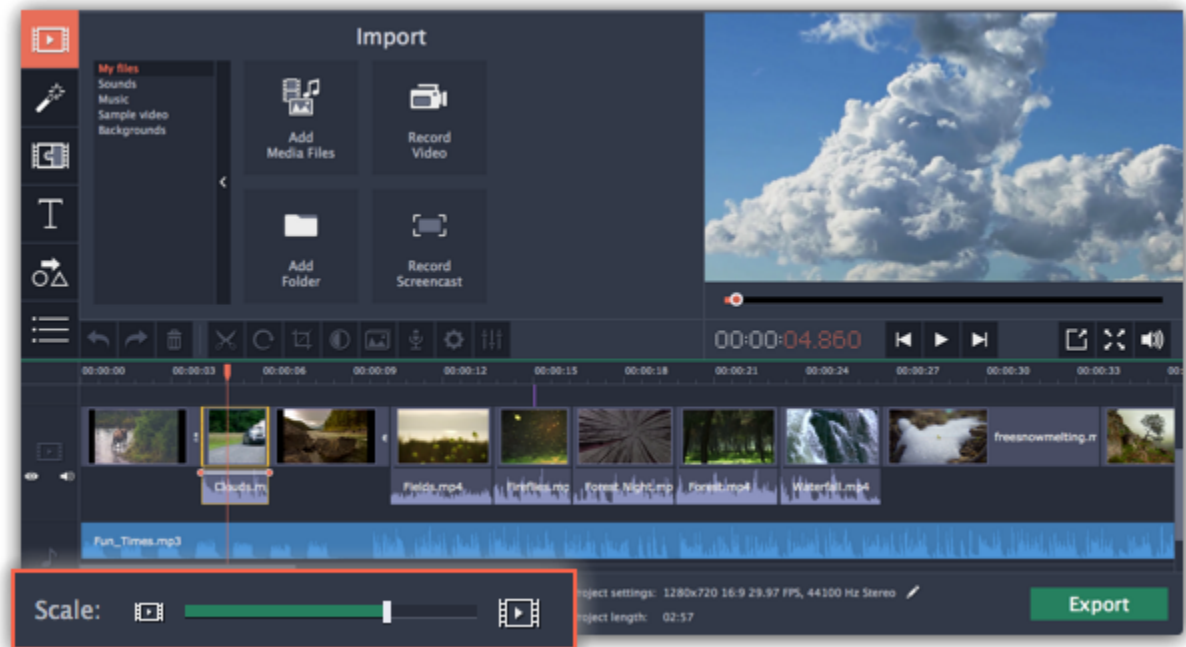 Import
My files
Sounds
Music
Sample video
Backgrounds
Add
Media Files
Record
Video
Add
Folder
Record
Screencast
T
00:00:04.860
00:00:00 00:00:03 00:00:06 00:00:09 00:00:12 00:00:15 00:00:18 00:00:21 00:00:24 00:00:27 00:00:30 00:00:33 00:
freesnowmelting.m
Clouds.m Fields.mp4 Fireflies.mp Forest_Night.mp Forest.mp4 Waterfall.mp4
Fun_Times.mp3
Scale:
roject settings: 1280x720 16:9 29.97 FPS, 44100 Hz Stereo
roject length: 02:57
Export